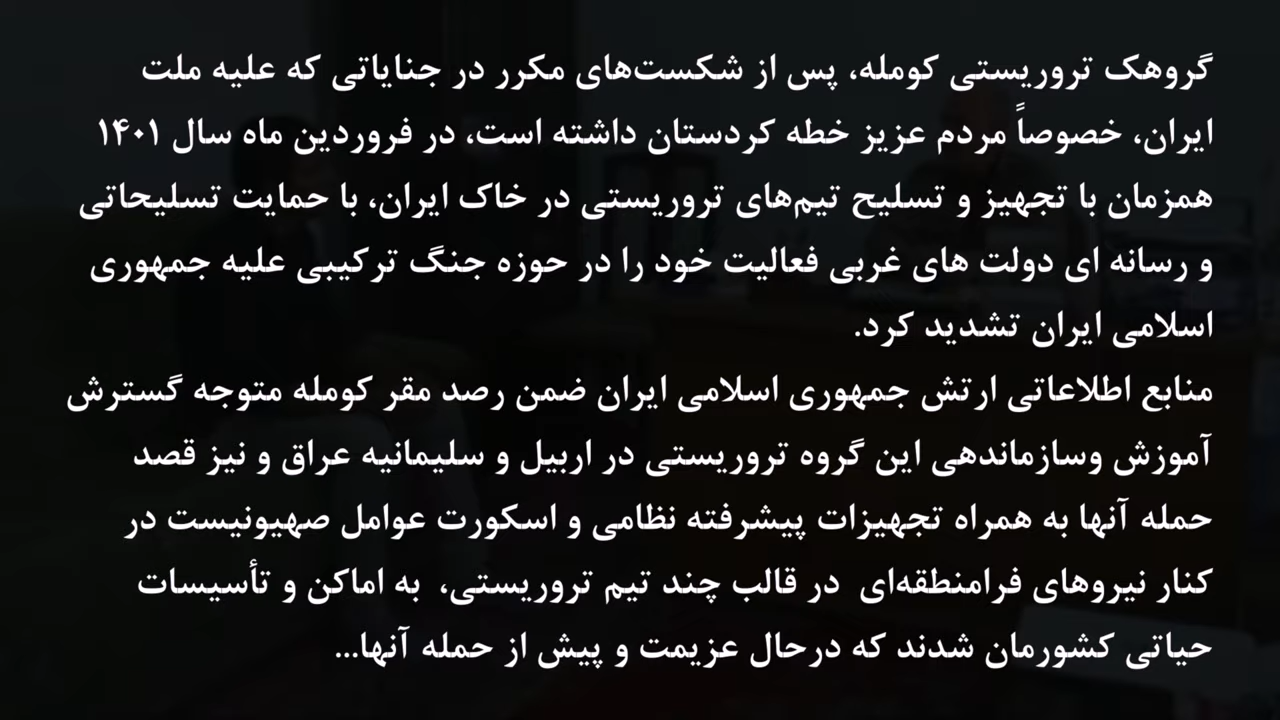 گروهک تروریستی کومله، پس از شکست‌های مکرر در جنایاتی که علیه ملت
ایران، خصوصاً مردم عزیز خطه کردستان داشته است، در فروردین ماه سال ۱۴۰۱
همزمان با تجهیز و تسلیح تیم‌های تروریستی در خاک ایران، با حمایت تسلیحاتی
و رسانه ای دولت های غربی فعالیت خود را در حوزه جنگ ترکیبی علیه جمهوری
اسلامی ایران تشدید کرد.
منابع اطلاعاتی ارتش جمهوری اسلامی ایران ضمن رصد مقر کومله متوجه گسترش
آموزش وسازماندهی این گروه تروریستی در اربیل و سلیمانیه عراق و نیز قصد
حمله آنها به همراه تجهیزات پیشرفته نظامی و اسکورت عوامل صهیونیست در
کنار نیروهای فرامنطقه‌ای در قالب چند تیم تروریستی، به اماکن و تأسیسات
حیاتی کشورمان شدند که درحال عزیمت و پیش از حمله آنها...